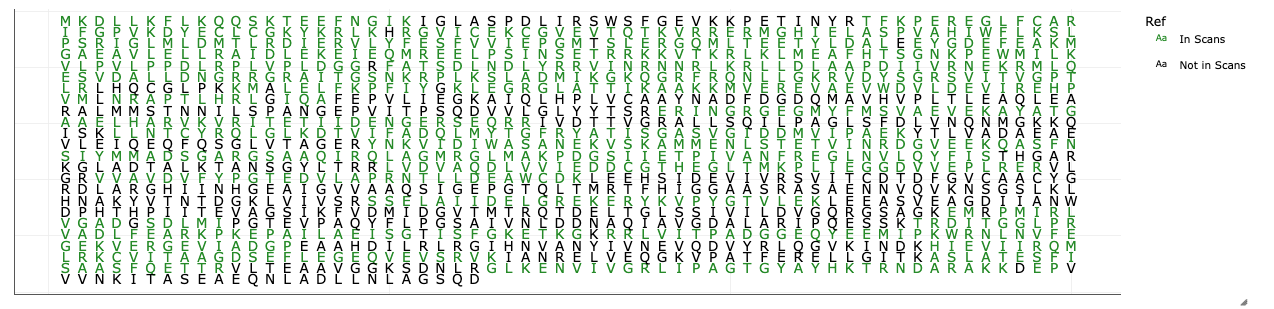 M K D L L K F L K Q Q S K T E E F N G I K I G L A S P D L I R S W S F G E V K K P E T I N Y R T F K P E R E G L F C A R
I F G P V K D Y E C L C G K Y K R L K H R G V I C E K C G V E V T Q T K V R R E R M G H I E L A S P V A H I W F L K S L
P S R I G L M L D M T L R D I E R V L Y F E S F V V I E P G M T S L E R G Q M L T E E T Y L D A L E E Y G D E F E A K M
G A E A V L E L L R A I D L E K E I E Q M R E E L P S I N S E T R R K K V T K R L K L M E A F H T S G N K P E W M I L K
V L P V L P P D L R P L V P L D G G R F A T S D L N D L Y R R V I N R N N R L K R L L D L A A P D I I V R N E K R M L Q
E S V D A L L D N G R R G R A I T G S N K R P L K S L A D M I K G K Q G R F R Q N L L G K R V D Y S G R S V I T V G P T
L R L H Q C G L P K K M A L E L F K P F I Y G K L E G R G L A T T I K A A K K M V E R E V A E V W D V L D E V I R E H P
V M L N R A P T L H R L G I Q A F E P V L I E G K A I Q L H P L V C A A Y N A D F D G D Q M A V H V P L T L E A Q L E A
R A L M M S T N N I L S P A N G E P I I T P S Q D V V L G L Y Y T S R E R I N G R G E G M Y F M S V A E V E K A Y A T G
A A E L H A R V K V R I T E T I T D E N G E R S E Q R R I V D T T V G R A L L S Q I L P A G L S F D L V N Q N M G K K Q
I S K L L N T C Y R Q L G L K D T V I F A D Q L M Y T G F R Y A T I S G A S V G I D D M V I P A E K Y T L V A D A E A E
V L E I Q E Q F Q S G L V T A G E R Y N K V I D I W A S A N E K V S K A M M E N L S T E T V I N R D G V E E K Q A S F N
S I Y M M A D S G A R G S A A Q I R Q L A G M R G L M A K P D G S I I E T P I V A N F R E G L N V L Q Y F I S T H G A R
K G L A D T A L K T A N S G Y L T R R L V D V A Q D L V V I E D D C G T H E G L T M K P L I E G G D V V E P L R E R V L
G R V V A V D V Y Y P G T E D V L A P R N T L L D E A W C D K L E E H S I D E V I V R S V I T C D T D F G V C A A C Y G
R D L A R G H I I N H G E A I G V V A A Q S I G E P G T Q L T M R T F H I G G A A S R A S A E N N V Q V K N S G S L K L
H N A K Y V T N T D G K L V I V S R S S E L A I I D E L G R E K E R Y K V P Y G T V L E K L E E A S V E A G D I I A N W
D P H T H P I I T E V A G S I K F V D M I D G V T M T R Q T D E L T G L S S I V I L D V G Q R G S A G K E M R P M I R L
V G A D G S D L M I P G T E V P A Q Y F L P G S A I V N L D D N A Q I A V G D A L A R I P Q E S S K T R D I T G G L P R
V A D L F E A R K P K E P A I L A E I S G T I S F G K E T K G K R R L V I T P A D G G E Q Y E E M I P K W R N L N V F E
G E K V E R G E V I A D G P E A A H D I L R L R G I H N V A N Y I V N E V Q D V Y R L Q G V K I N D K H I E V I I R Q M
L R K C V I T A A G D S E F L E G E Q V E V S R V K I A N R E L V E Q G K V P A T F E R E L L G I T K A S L A T E S F I
S A A S F Q E T T R V L T E A A V G G K S D N L R G L K E N V I V G R L I P A G T G Y A Y H K T R N D A R A K K D E P V
V V N K I T A S E A E Q N L A D L L N L A G S Q D
Ref
Aa In Scans
Aa Not in Scans